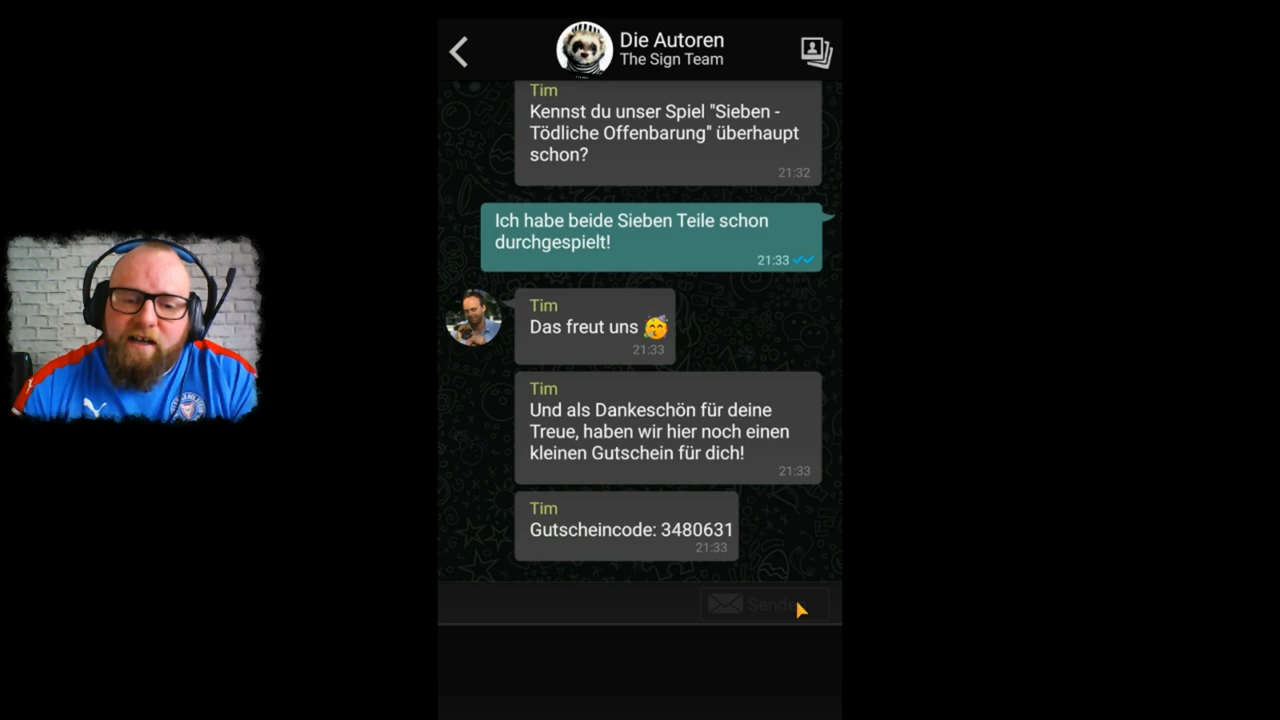 Die Autoren
The Sign Team
Tim
Kennst du unser Spiel "Sieben -
Tödliche Offenbarung" überhaupt
schon?
21:32
Ich habe beide Sieben Teile schon
durchgespielt!
21:33
Tim
Das freut uns 🥳
21:33
Tim
Und als Dankeschön für deine
Treue, haben wir hier noch einen
kleinen Gutschein für dich!
21:33
Tim
Gutscheincode: 3480631
21:33